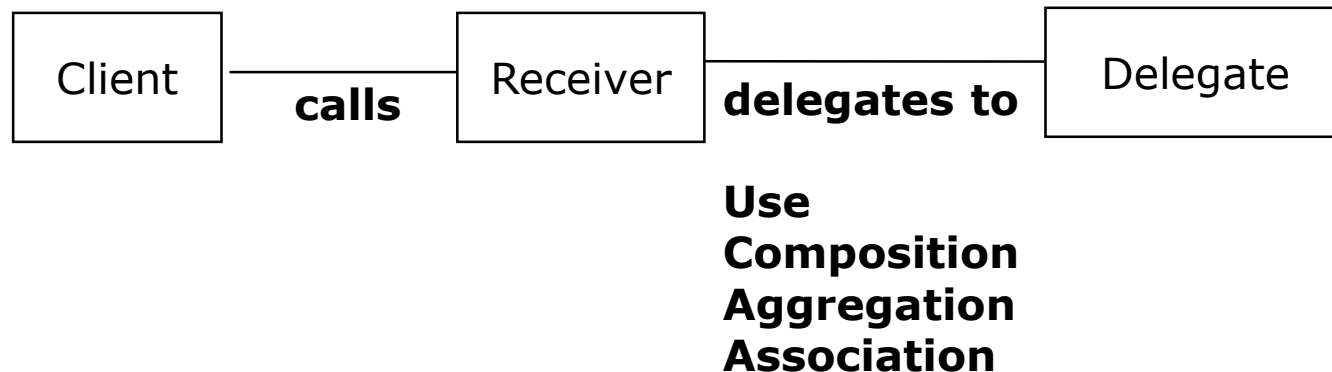 Client
calls
Receiver
delegates to
Delegate
Use
Composition
Aggregation
Association